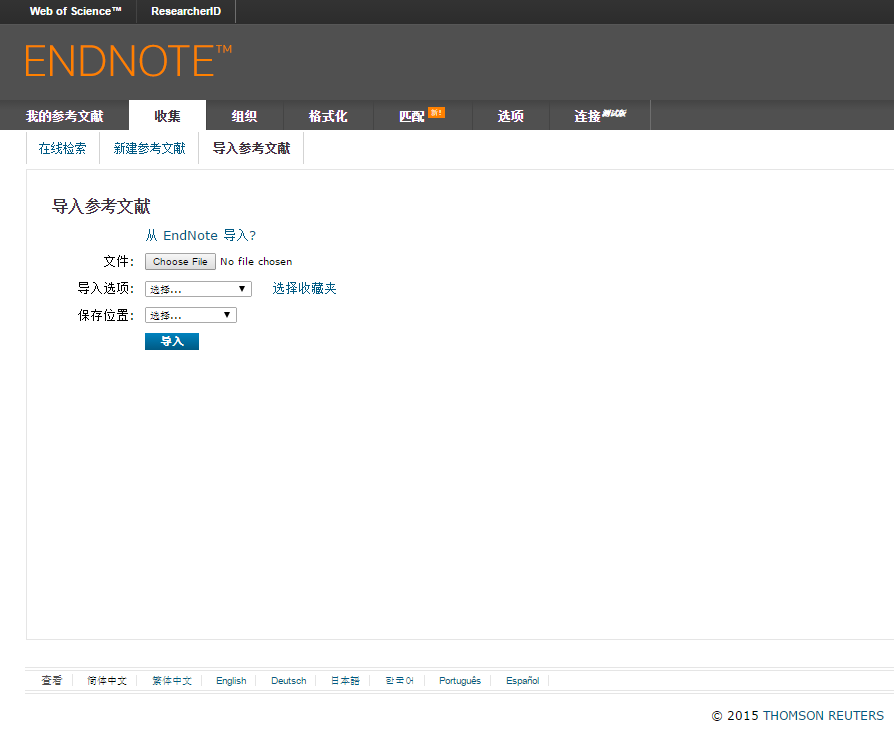 Web of Science™ ResearcherID
ENDNOTE™
我的参考文献 收集 组织 格式化 匹配 新! 选项 连接 测试版
在线检索 新建参考文献 导入参考文献
导入参考文献
从 EndNote 导入?
文件: Choose File No file chosen
导入选项: 选择... 选择收藏夹
保存位置: 选择...
导入
查看 简体中文 繁体中文 English Deutsch 日本語 한국어 Português Español
© 2015 THOMSON REUTERS